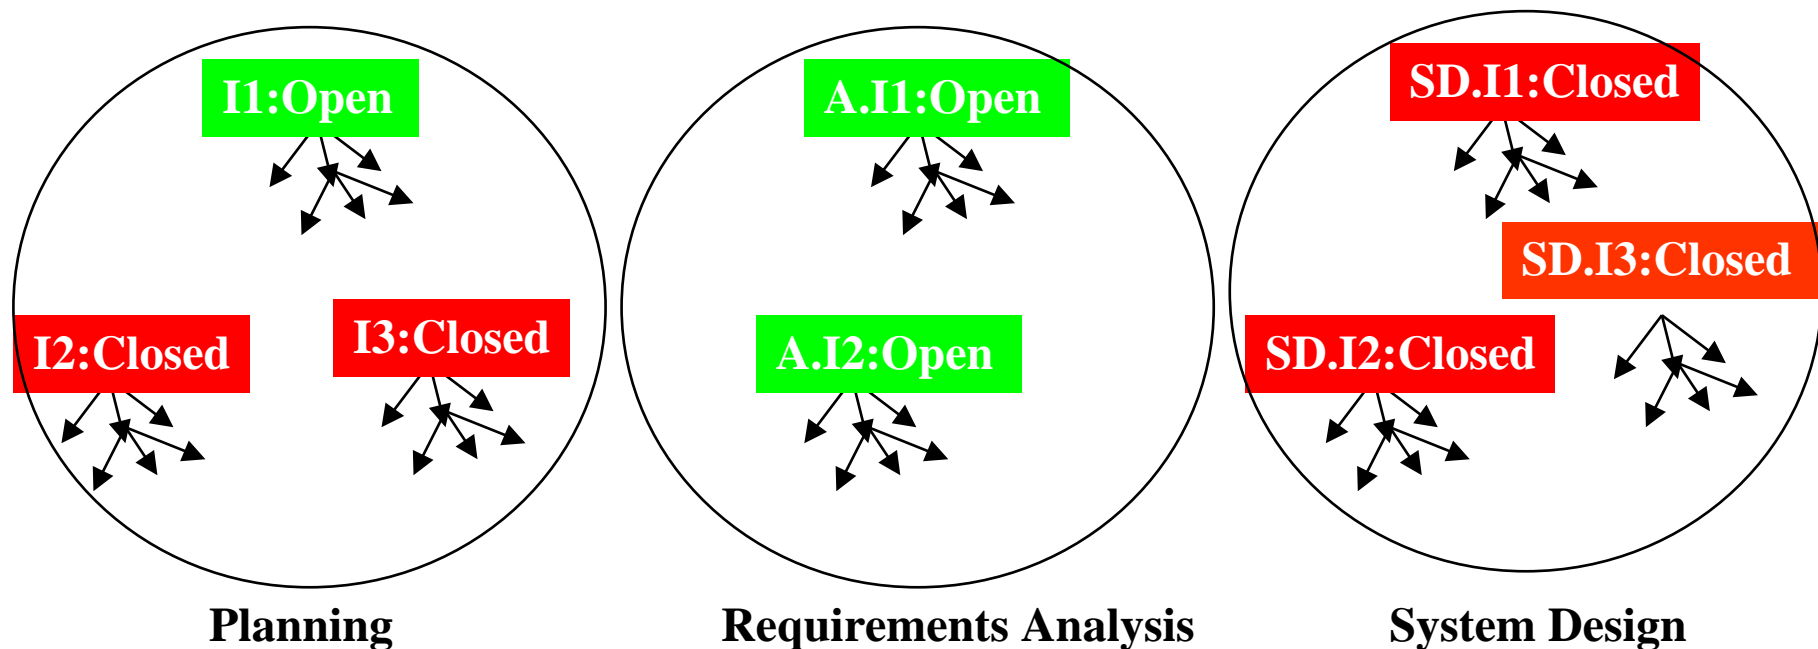 I1:Open
I2:Closed
I3:Closed
Planning
A.I1:Open
A.I2:Open
Requirements Analysis
SD.I1:Closed
SD.I3:Closed
SD.I2:Closed
System Design